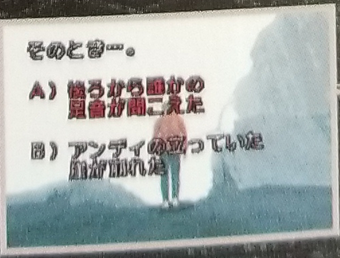 そのとき…。
A) 後ろから誰かの
足音が聞こえた
B) アンディの立っていた
崖が崩れた